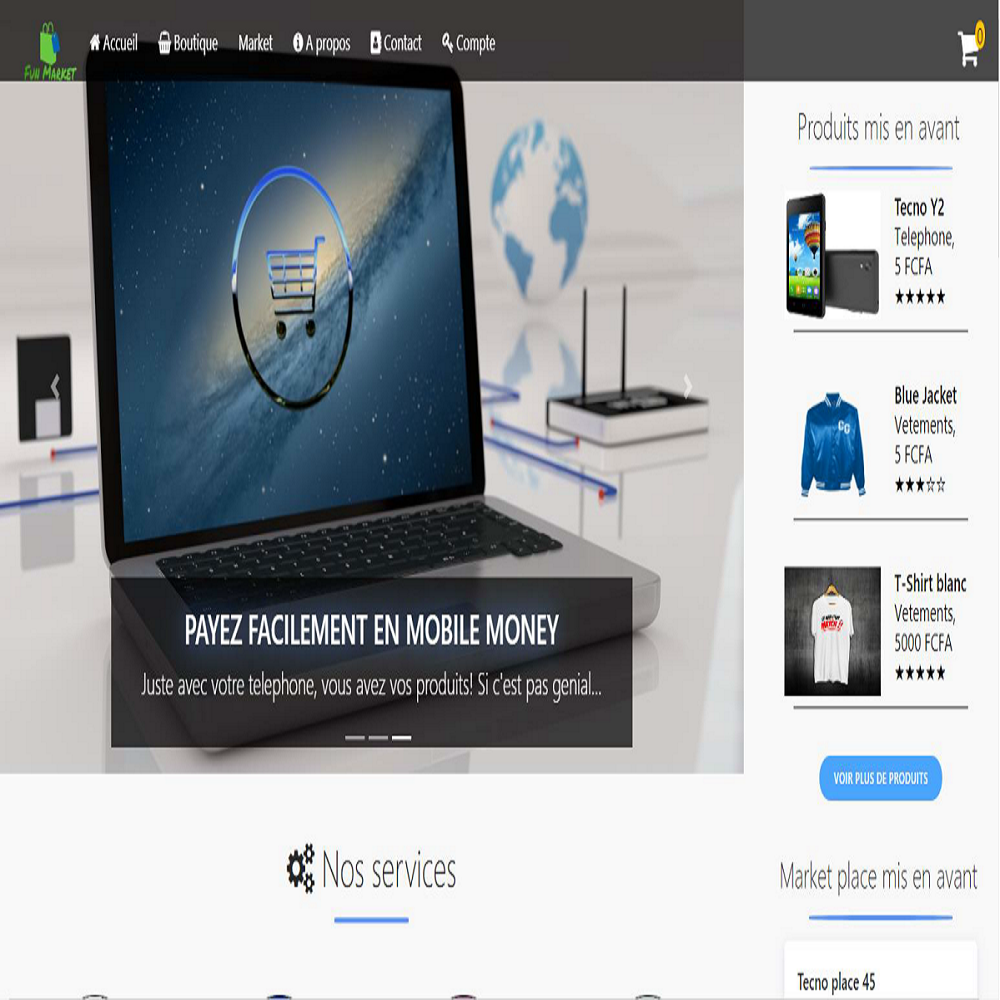 Fun Market
Accueil
Boutique
Market
A propos
Contact
Compte
0
PAYEZ FACILEMENT EN MOBILE MONEY
Juste avec votre telephone, vous avez vos produits! Si c'est pas genial...
Nos services
Produits mis en avant
Tecno Y2
Telephone,
5 FCFA
★★★★★
Blue Jacket
Vetements,
5 FCFA
★★★☆☆
T-Shirt blanc
Vetements,
5000 FCFA
★★★★★
VOIR PLUS DE PRODUITS
Market place mis en avant
Tecno place 45